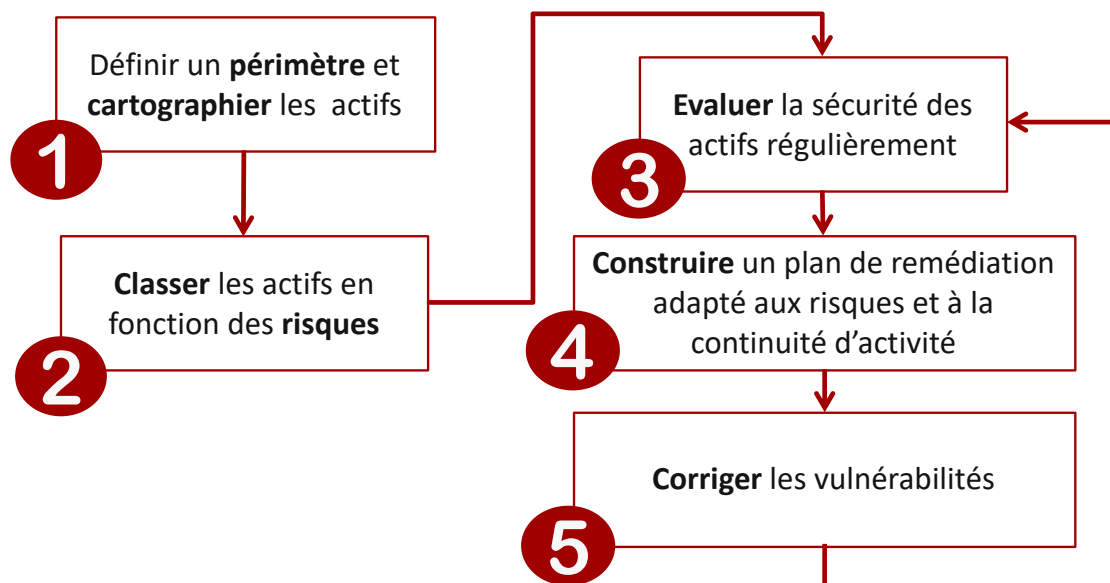 Définir un périmètre et
cartographier les actifs
1
Classer les actifs en
fonction des risques
2
Evaluer la sécurité des
actifs régulièrement
3
Construire un plan de remédiation
adapté aux risques et à la
continuité d’activité
4
Corriger les vulnérabilités
5